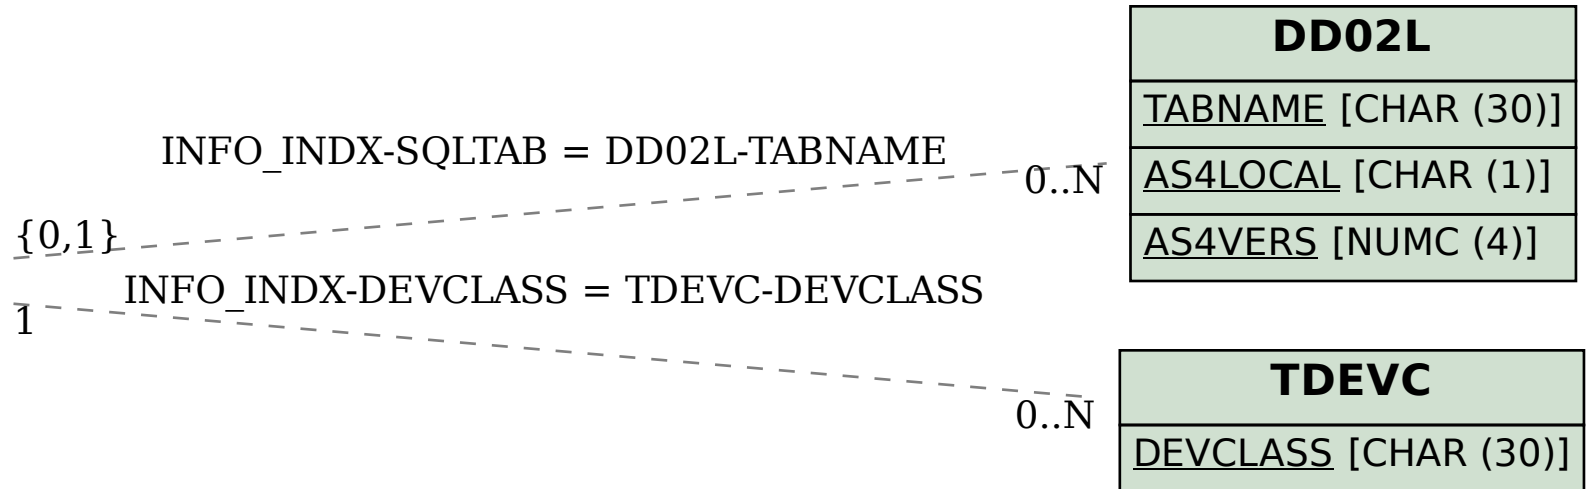 DD02L
TABNAME [CHAR (30)]
AS4LOCAL [CHAR (1)]
AS4VERS [NUMC (4)]
INFO_INDX-SQLTAB = DD02L-TABNAME
0..N
{0,1}
INFO_INDX-DEVCLASS = TDEVC-DEVCLASS
1
0..N
TDEVC
DEVCLASS [CHAR (30)]